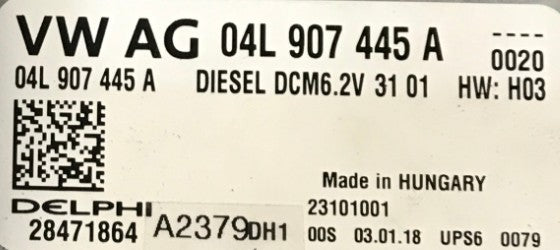 VW AG 04L 907 445 A ----
0020
04L 907 445 A DIESEL DCM6.2V 31 01 HW: H03
Made in HUNGARY
DELPHI 23101001
28471864 A2379DH1 00S 03.01.18 UPS6 0079